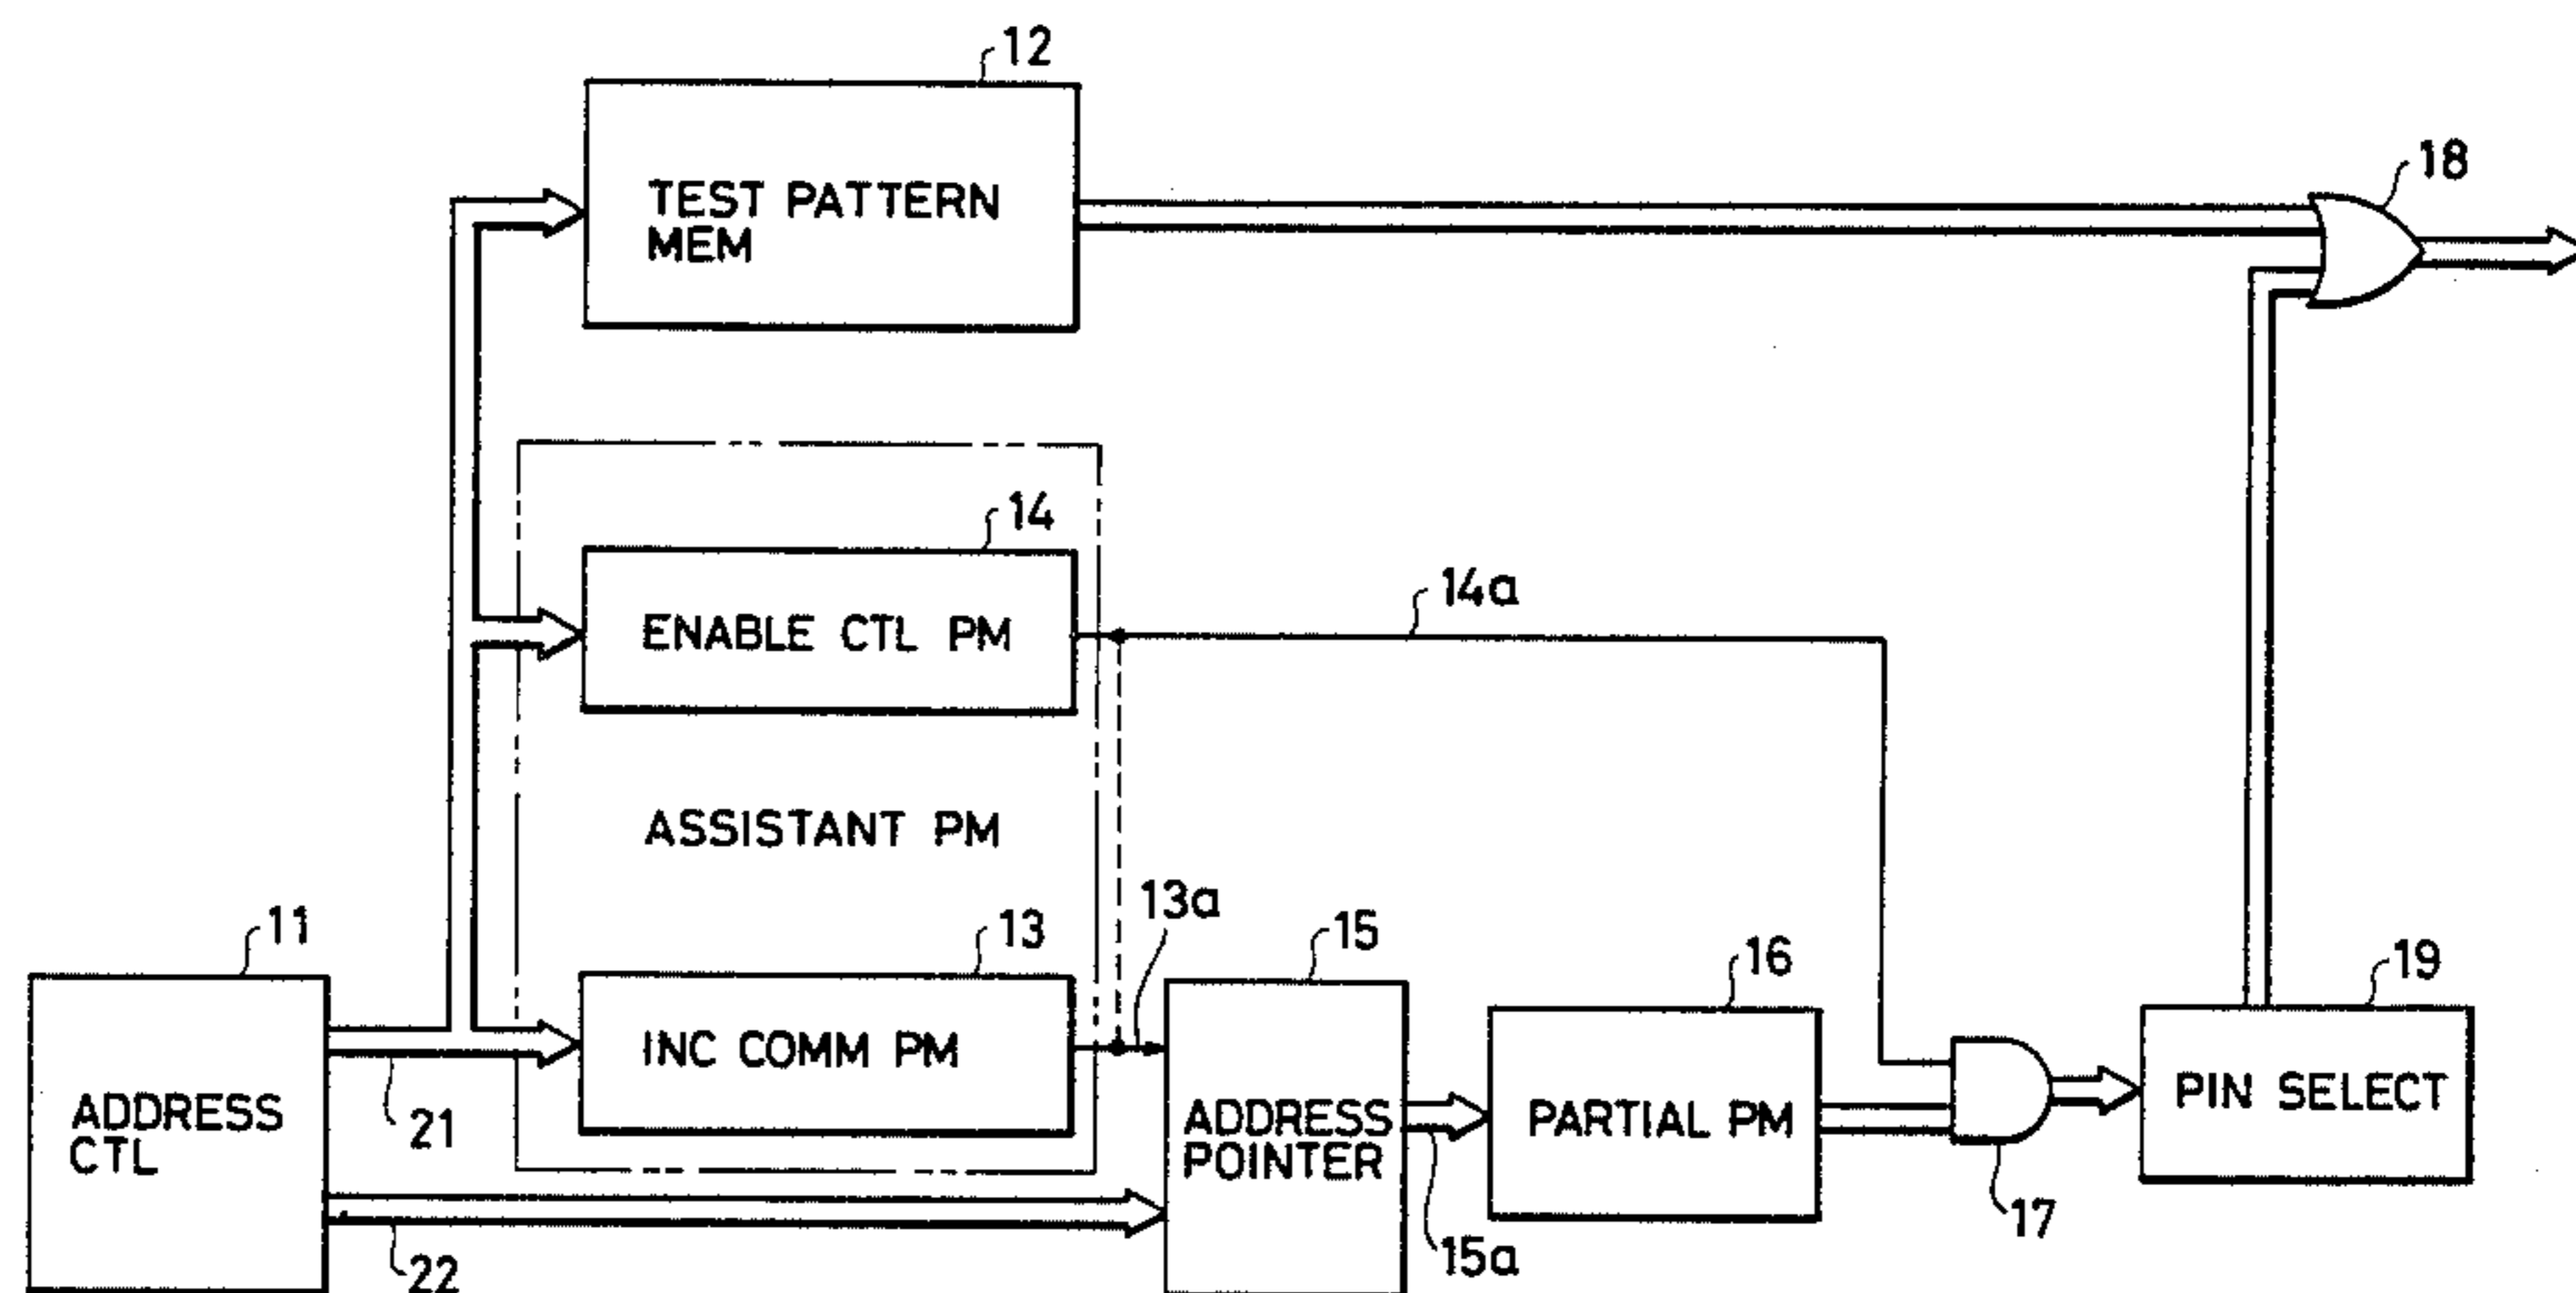 12
TEST PATTERN
MEM
18
14
ENABLE CTL PM
14a
ASSISTANT PM
13a
11
13
15
16
19
INC COMM PM
ADDRESS
CTL
21
ADDRESS
POINTER
PARTIAL PM
PIN SELECT
17
15a
22